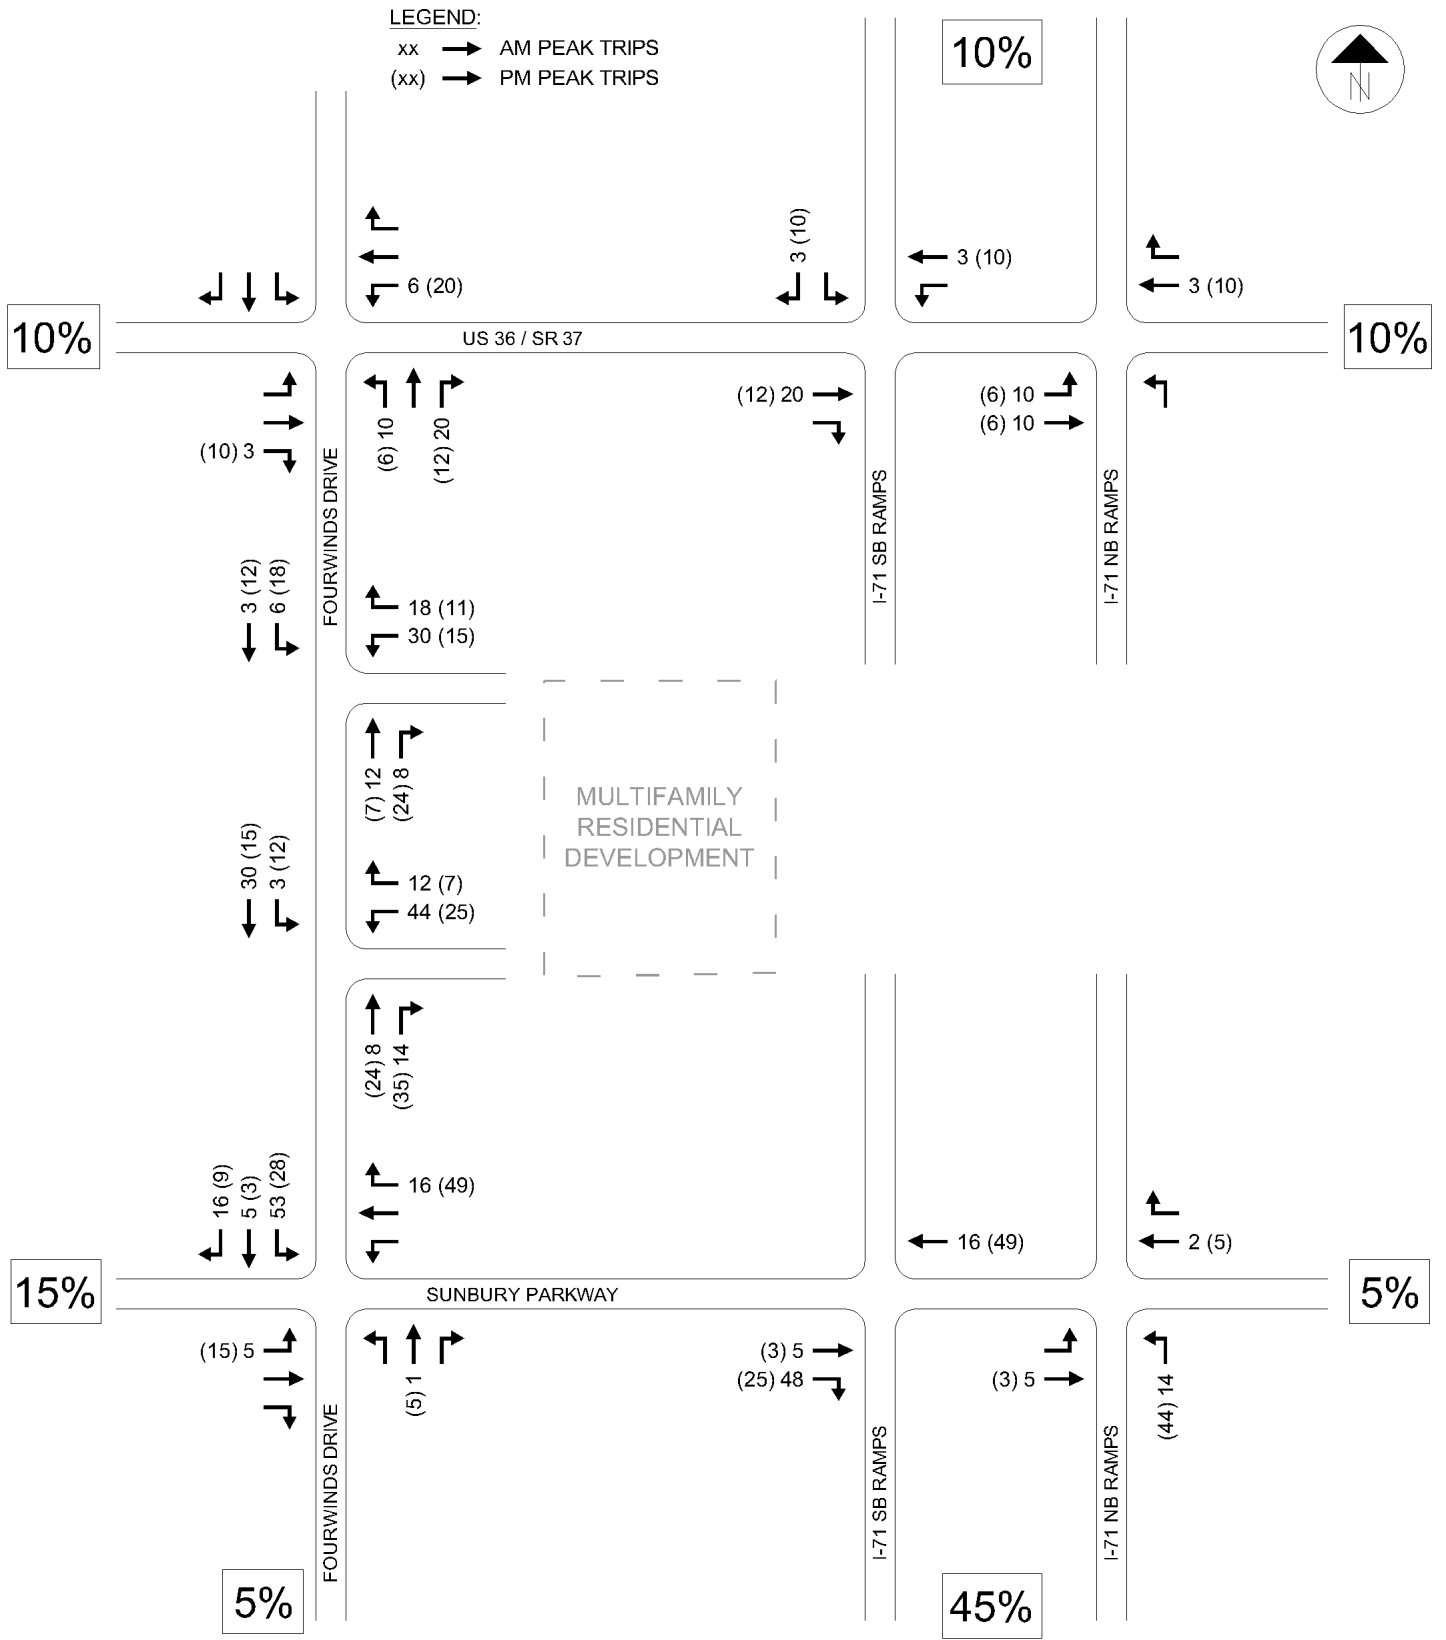 LEGEND:
xx AM PEAK TRIPS
(xx) PM PEAK TRIPS
10%
N
3 (10)
3 (10)
3 (10)
6 (20)
10%
US 36 / SR 37
10%
(10) 3
(6) 10
(12) 20
(12) 20
(6) 10
(6) 10
FOURWINDS DRIVE
I-71 SB RAMPS
I-71 NB RAMPS
3 (12)
6 (18)
18 (11)
30 (15)
(7) 12
(24) 8
MULTIFAMILY
RESIDENTIAL
DEVELOPMENT
30 (15)
3 (12)
12 (7)
44 (25)
(24) 8
(35) 14
16 (9)
5 (3)
53 (28)
16 (49)
16 (49)
2 (5)
15%
SUNBURY PARKWAY
5%
(15) 5
(5) 1
(3) 5
(25) 48
(3) 5
(44) 14
FOURWINDS DRIVE
I-71 SB RAMPS
I-71 NB RAMPS
5%
45%